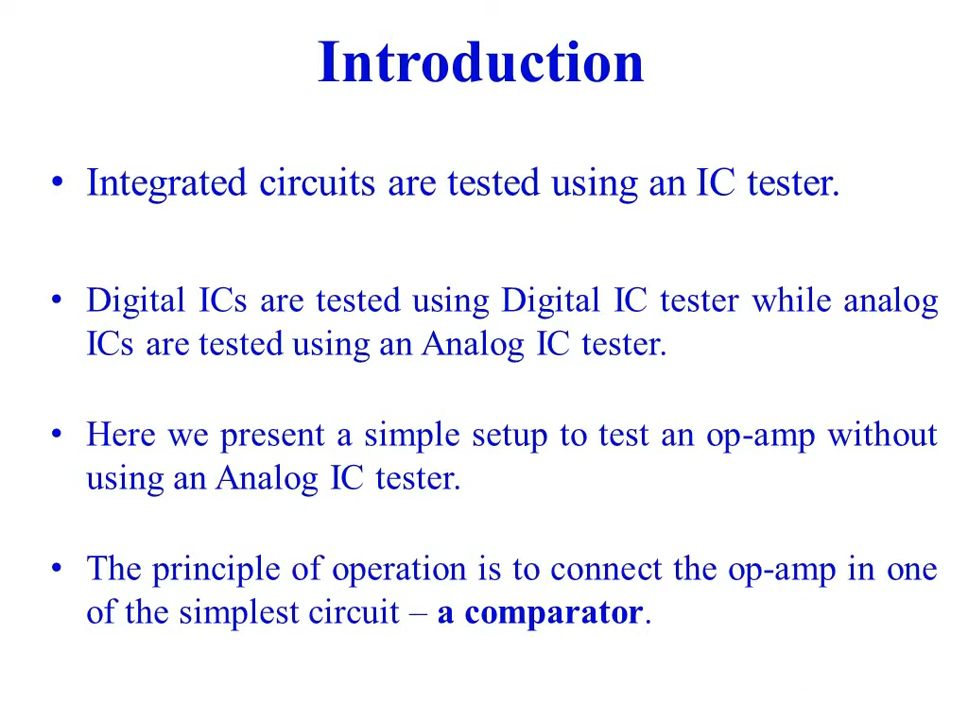 Introduction
• Integrated circuits are tested using an IC tester.
• Digital ICs are tested using Digital IC tester while analog
ICs are tested using an Analog IC tester.
• Here we present a simple setup to test an op-amp without
using an Analog IC tester.
• The principle of operation is to connect the op-amp in one
of the simplest circuit – a comparator.